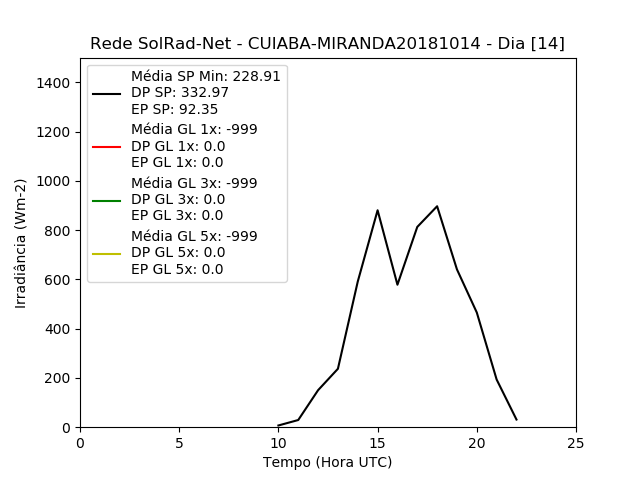 Rede SolRad-Net - CUIABA-MIRANDA20181014 - Dia [14]
Média SP Min: 228.91
DP SP: 332.97
EP SP: 92.35
Média GL 1x: -999
DP GL 1x: 0.0
EP GL 1x: 0.0
Média GL 3x: -999
DP GL 3x: 0.0
EP GL 3x: 0.0
Média GL 5x: -999
DP GL 5x: 0.0
EP GL 5x: 0.0
Irradiância (Wm-2)
1400
1200
1000
800
600
400
200
0
0 5 10 15 20 25
Tempo (Hora UTC)